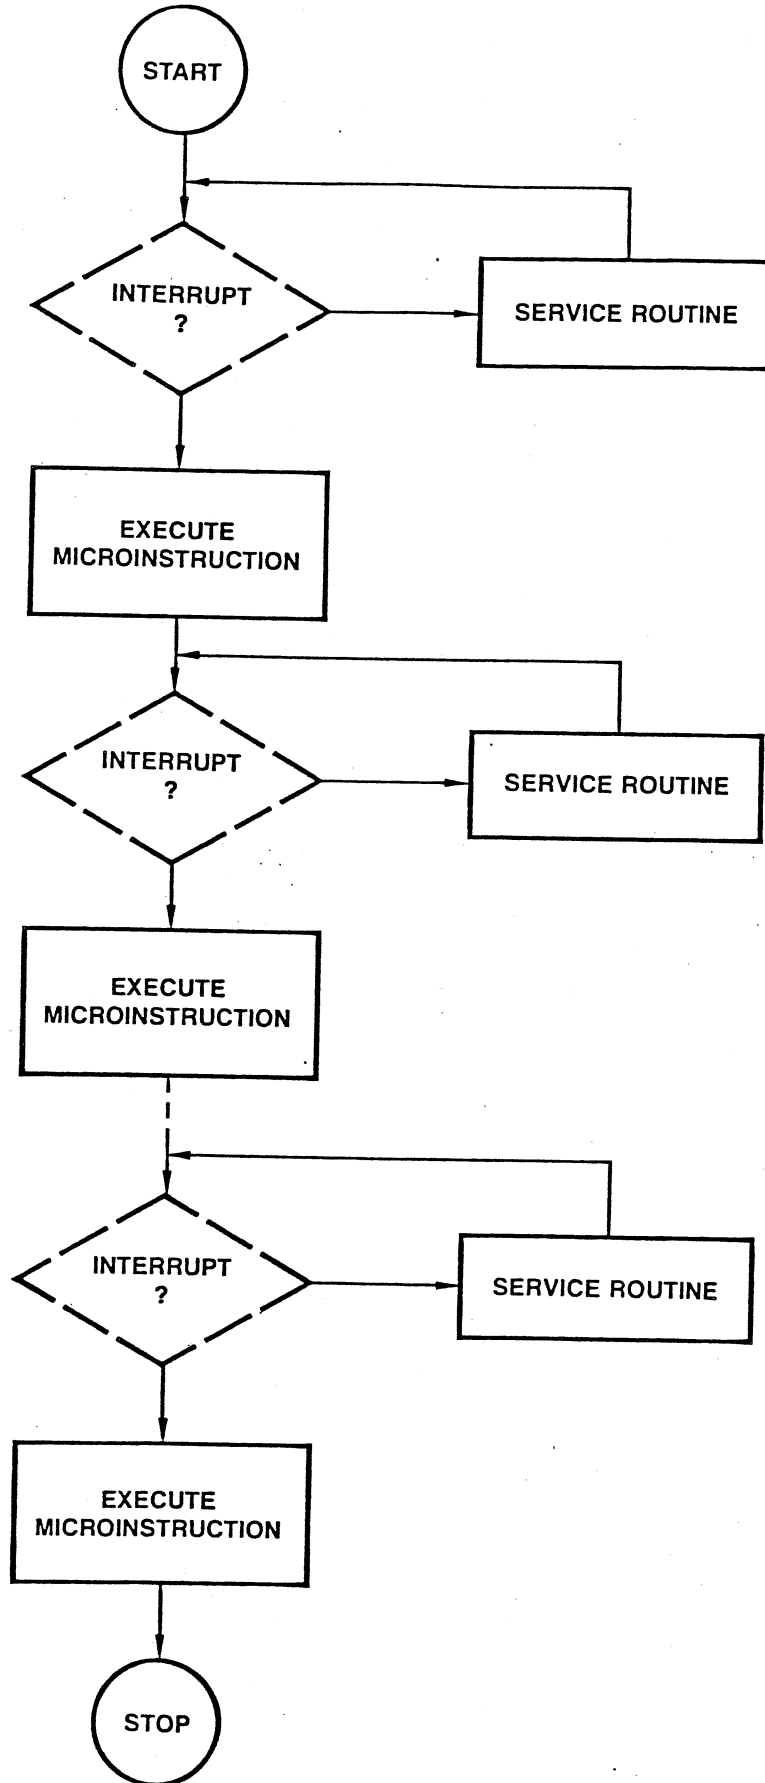 START
INTERRUPT
?
SERVICE ROUTINE
EXECUTE
MICROINSTRUCTION
INTERRUPT
?
SERVICE ROUTINE
EXECUTE
MICROINSTRUCTION
INTERRUPT
?
SERVICE ROUTINE
EXECUTE
MICROINSTRUCTION
STOP